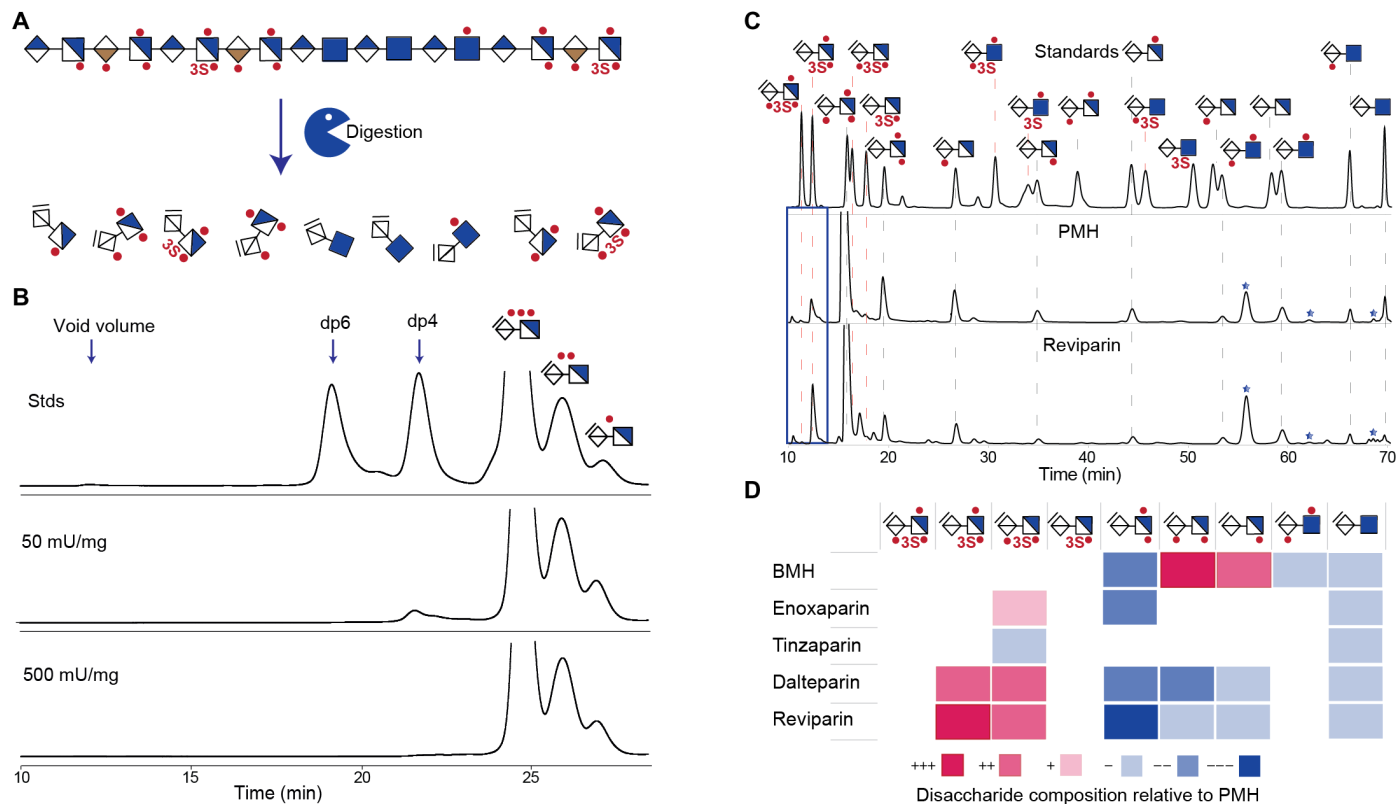 A
3S
3S
Digestion
3S
3S
B
Void volume
dp6
dp4
Stds
50 mU/mg
500 mU/mg
10
15
20
25
Time (min)
C
Standards
3S
3S
3S
3S
3S
3S
3S
3S
PMH
Reviparin
10
20
30
40
50
60
70
Time (min)
D
3S
3S
3S
3S
BMH
Enoxaparin
Tinzaparin
Dalteparin
Reviparin
+++
++
+
−
−−
−−−
Disaccharide composition relative to PMH